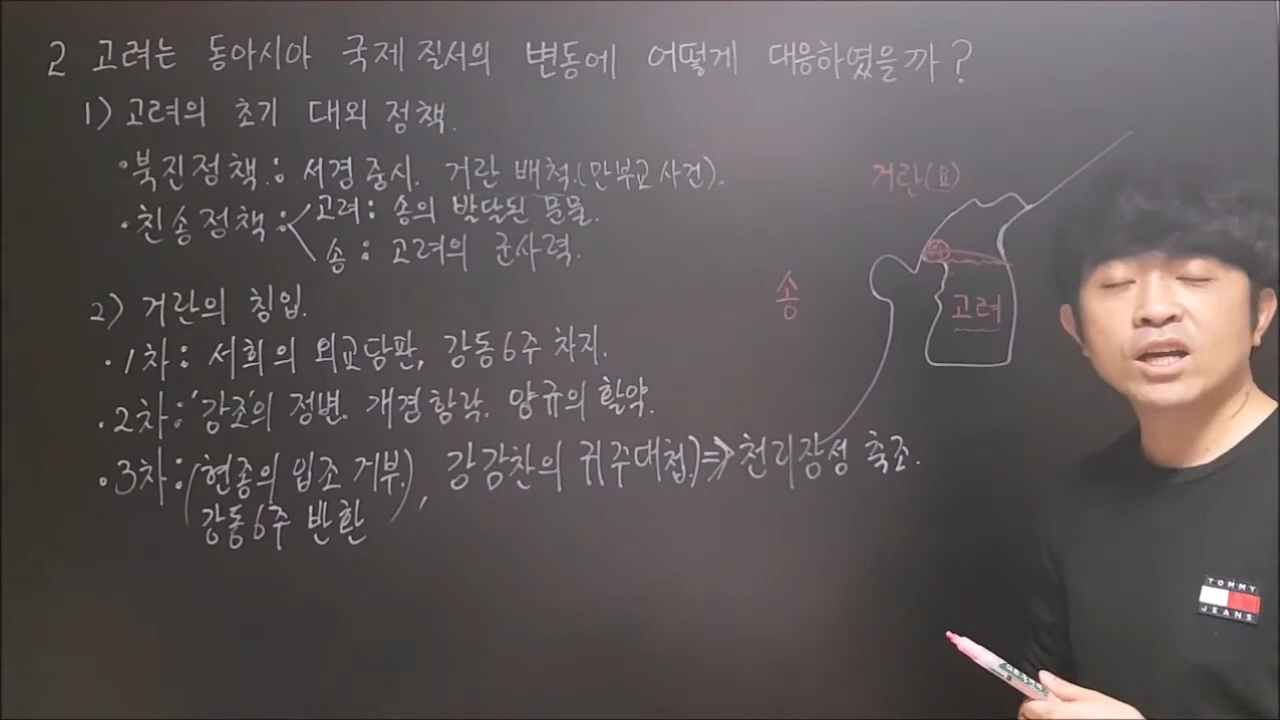 2 고려는 동아시아 국제 질서의 변동에 어떻게 대응하였을까?
1) 고려의 초기 대외 정책.
·북진정책.: 서경중시. 거란 배척.(만부교 사건).
·친송정책: 고려: 송의 발달된 문물.
송: 고려의 군사력.
2) 거란의 침입.
·1차: 서희의 외교담판, 강동6주 차지.
·2차: '강조'의 정변. 개경함락. 양규의 활약.
·3차: (현종의 입조 거부.), 강감찬의 귀주대첩.)⇒천리장성 축조.
강동6주 반환
거란(요)
송
고려
TOMMY
JEANS